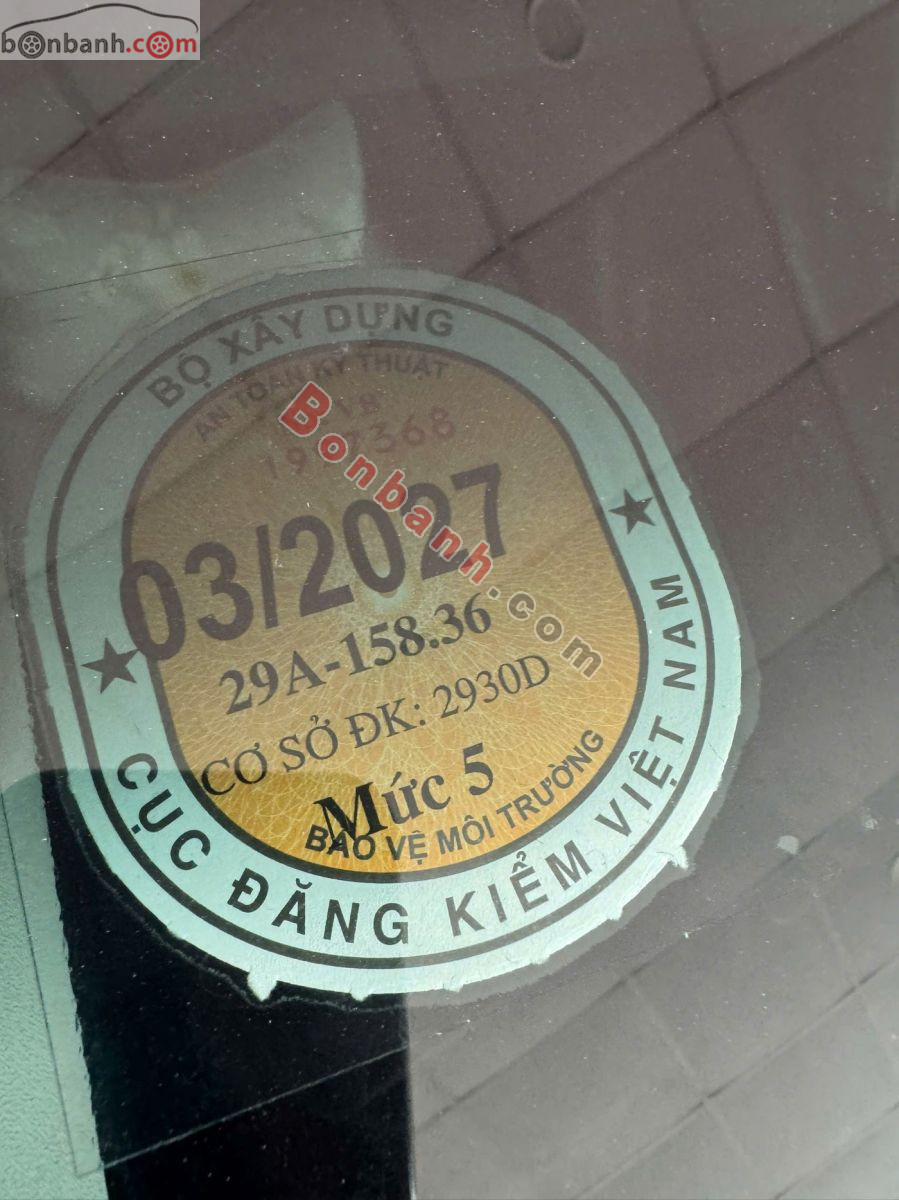 bonbanh.com
BỘ XÂY DỰNG
AN TOÀN KỸ THUẬT
03/2027
29A-158.36
CƠ SỞ ĐK: 2930D
Mức 5
BẢO VỆ MÔI TRƯỜNG
CỤC ĐĂNG KIỂM VIỆT NAM
Bonbanh.com